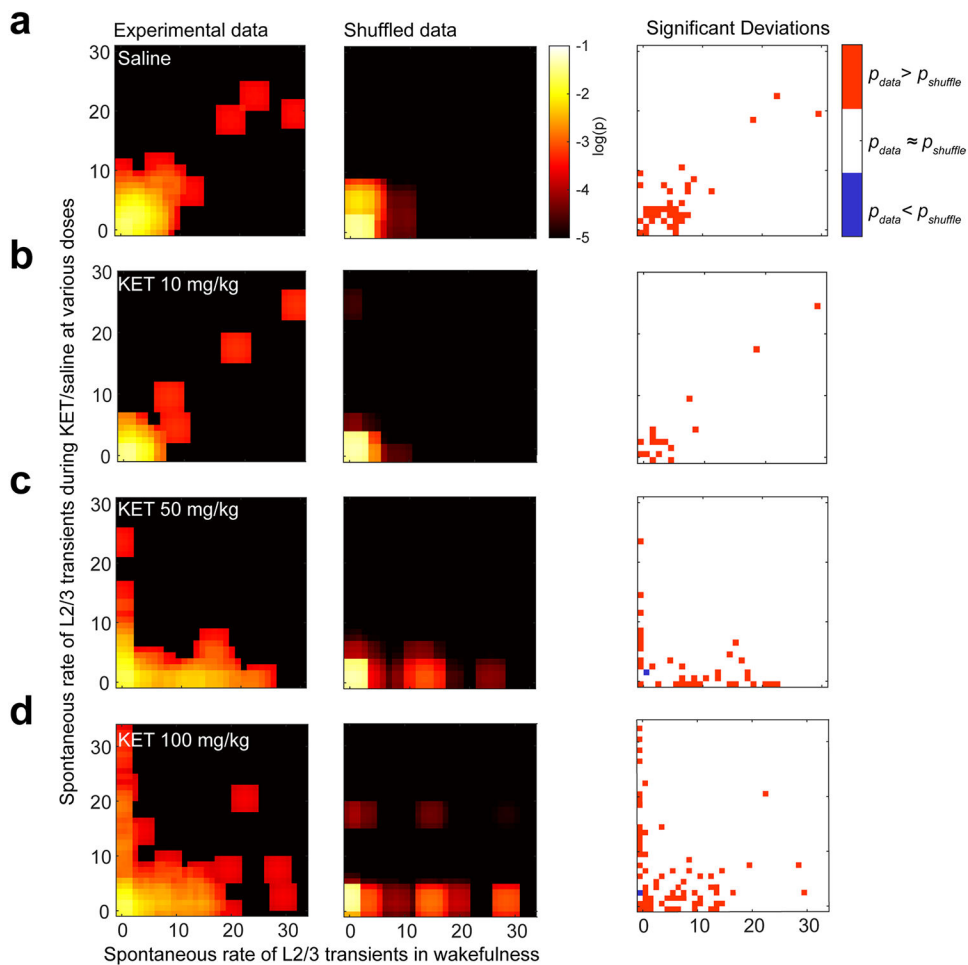 a
Experimental data
Shuffled data
Significant Deviations
Saline
30
20
10
0
-1
-2
-3
-4
-5
log(p)
p_data > p_shuffle
p_data ≈ p_shuffle
p_data < p_shuffle
b
KET 10 mg/kg
30
20
10
0
c
KET 50 mg/kg
30
20
10
0
d
KET 100 mg/kg
30
20
10
0
0 10 20 30
0 10 20 30
0 10 20 30
Spontaneous rate of L2/3 transients during KET/saline at various doses
Spontaneous rate of L2/3 transients in wakefulness